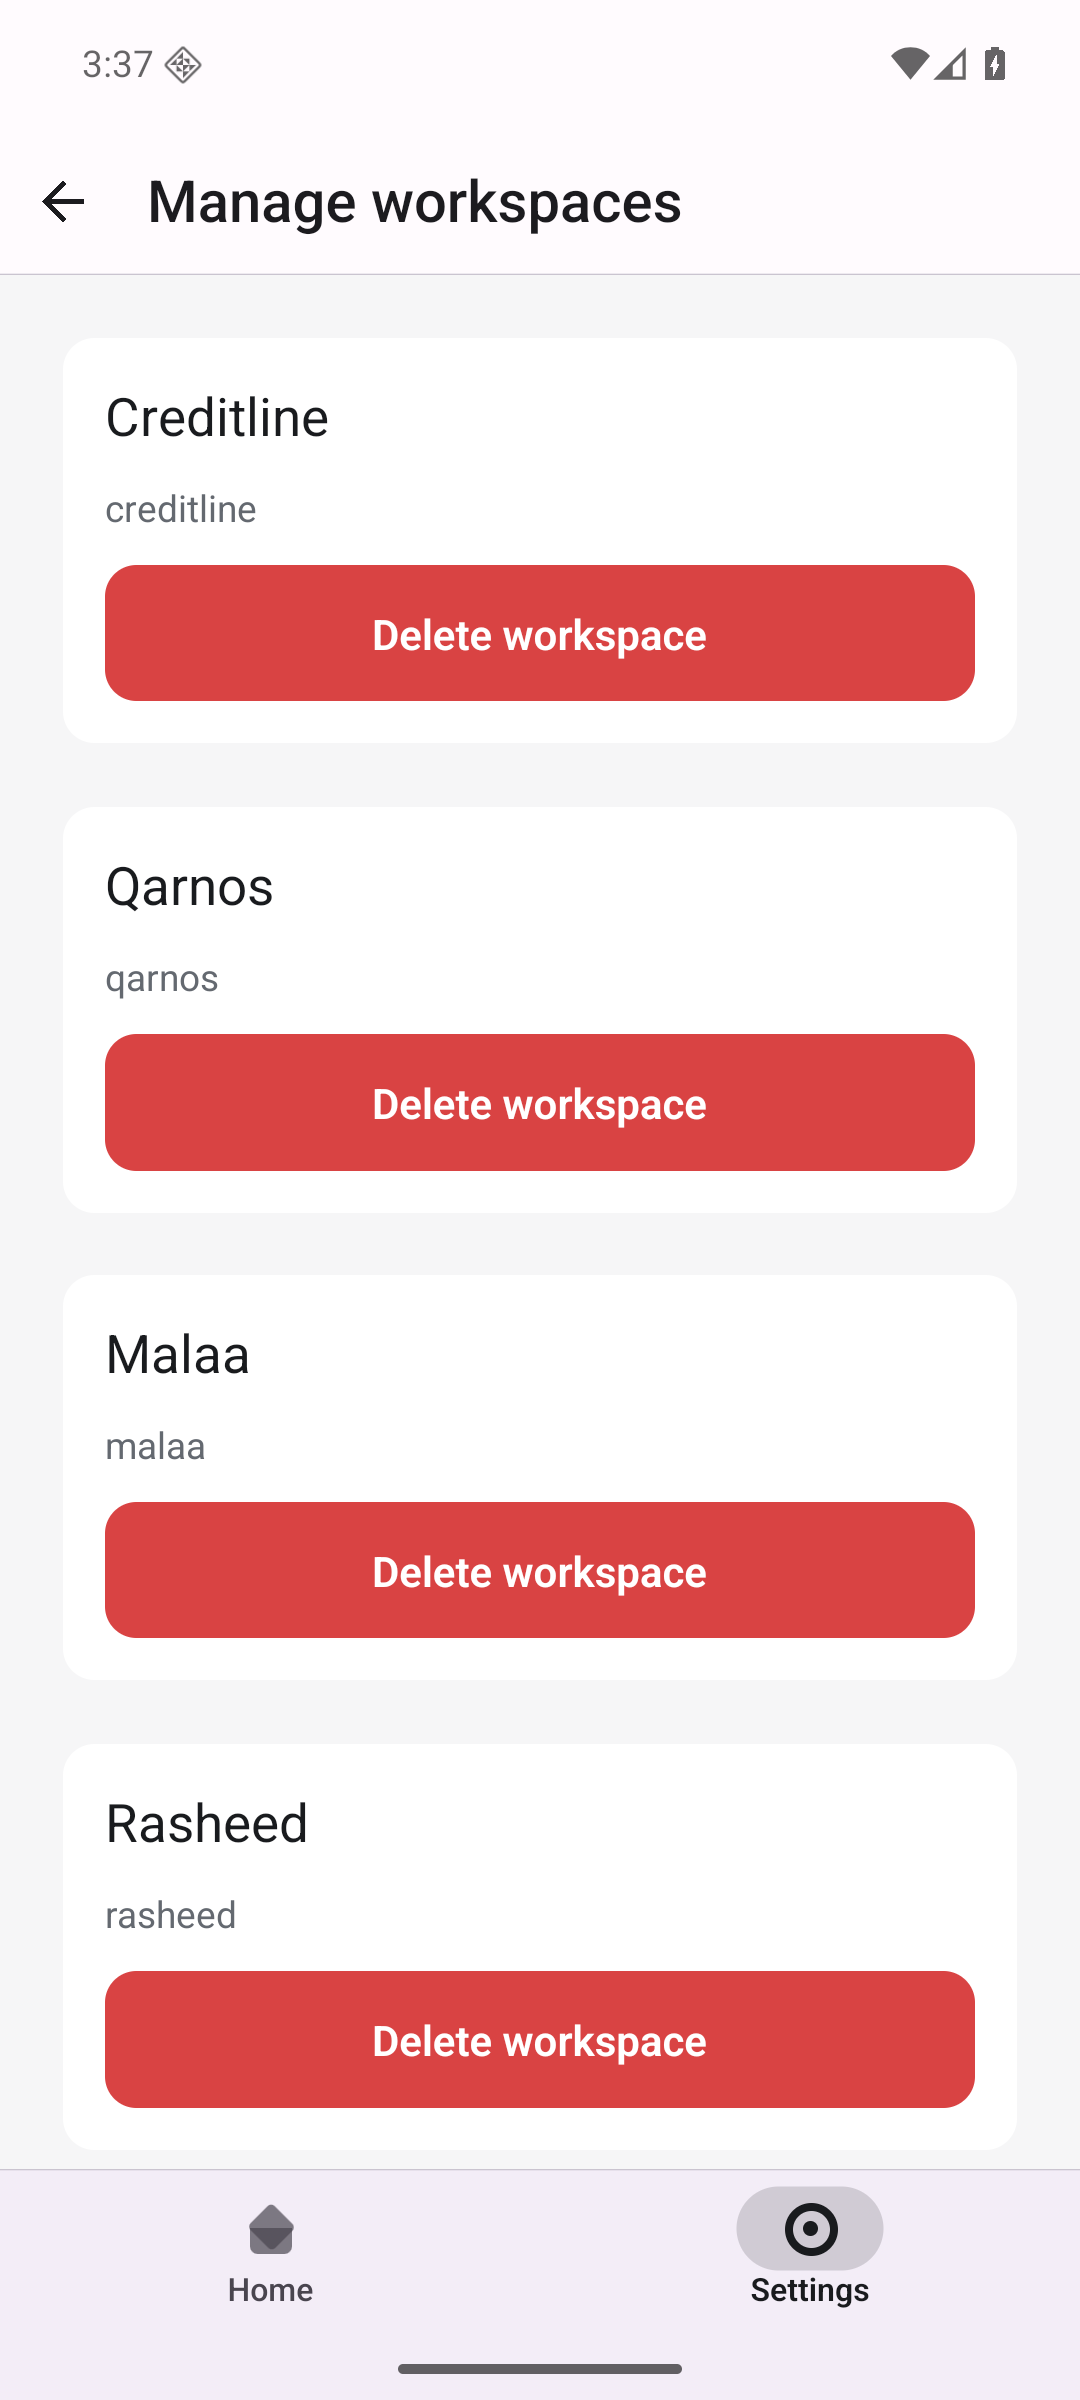 3:37
Manage workspaces
Creditline
creditline
Delete workspace
Qarnos
qarnos
Delete workspace
Malaa
malaa
Delete workspace
Rasheed
rasheed
Delete workspace
Home
Settings